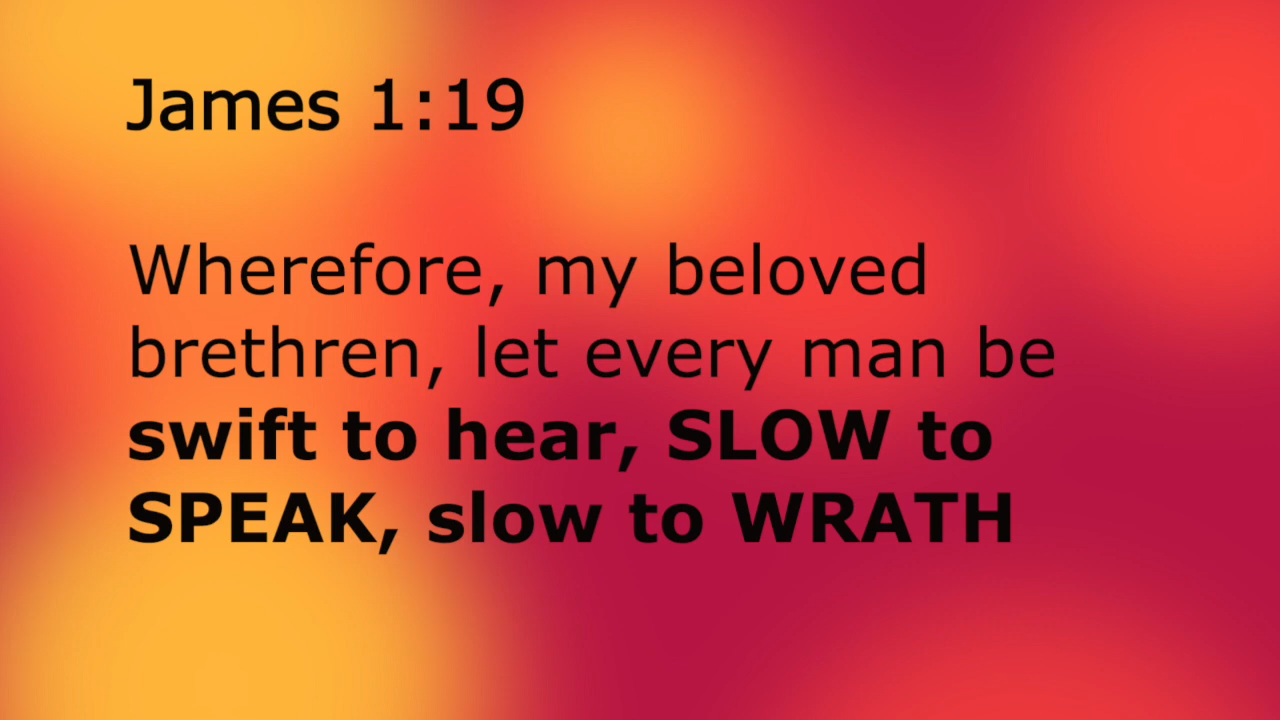 James 1:19
Wherefore, my beloved
brethren, let every man be
swift to hear, SLOW to
SPEAK, slow to WRATH